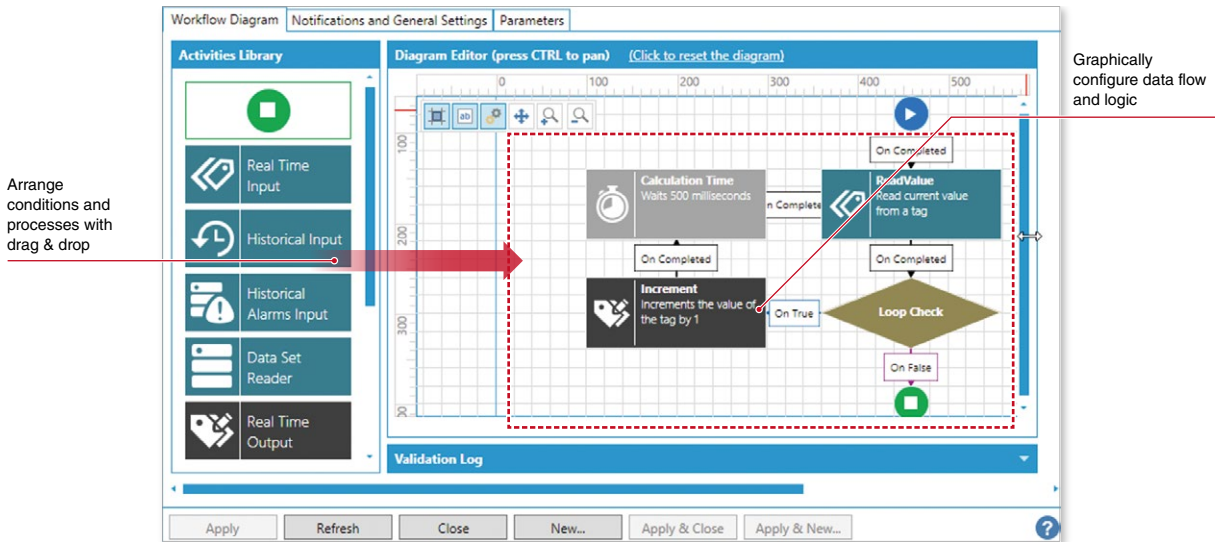 Workflow Diagram
Notifications and General Settings
Parameters
Activities Library
Diagram Editor (press CTRL to pan)
(Click to reset the diagram)
Graphically
configure data flow
and logic
0
100
200
300
400
500
ab
100
200
300
Real Time
Input
Historical Input
Historical
Alarms Input
Data Set
Reader
Real Time
Output
Arrange
conditions and
processes with
drag & drop
On Completed
Calculation Time
Waits 500 milliseconds
n Complete
ReadValue
Read current value
from a tag
On Completed
On Completed
Increment
Increments the value of
the tag by 1
On True
Loop Check
On False
Validation Log
Apply
Refresh
Close
New...
Apply & Close
Apply & New...
?